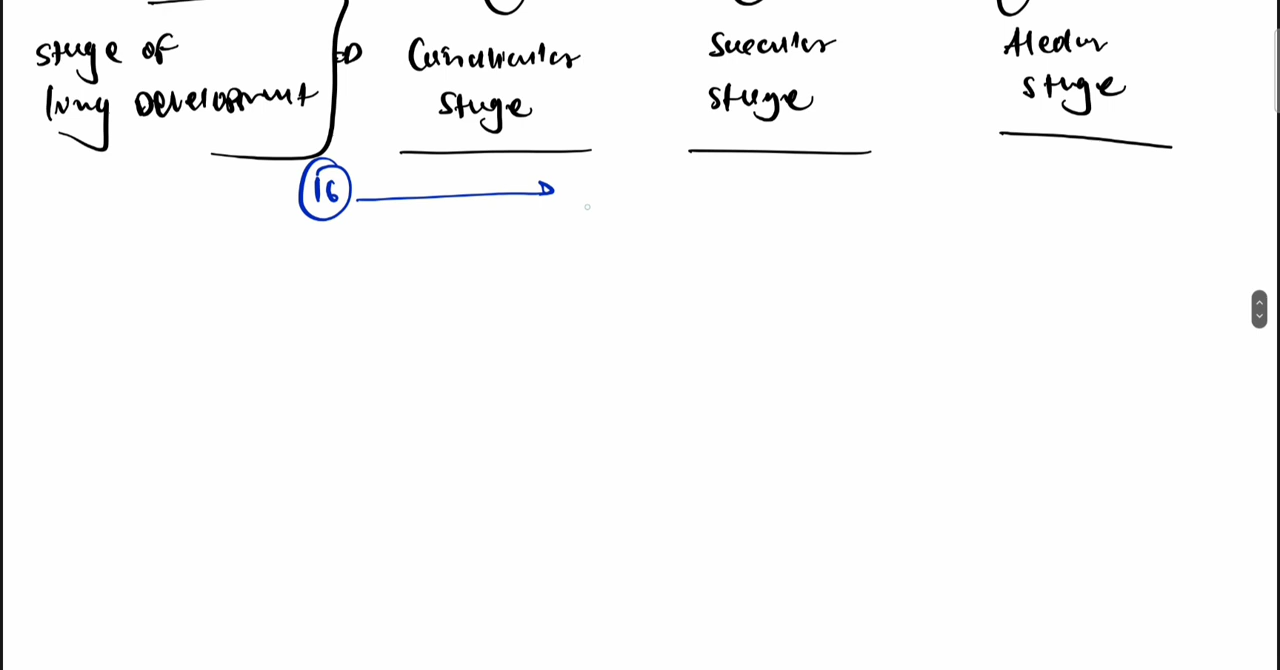 Stage of
lung Development
Canalicular
Stage
Saccular
stage
Alveolar
stage
16